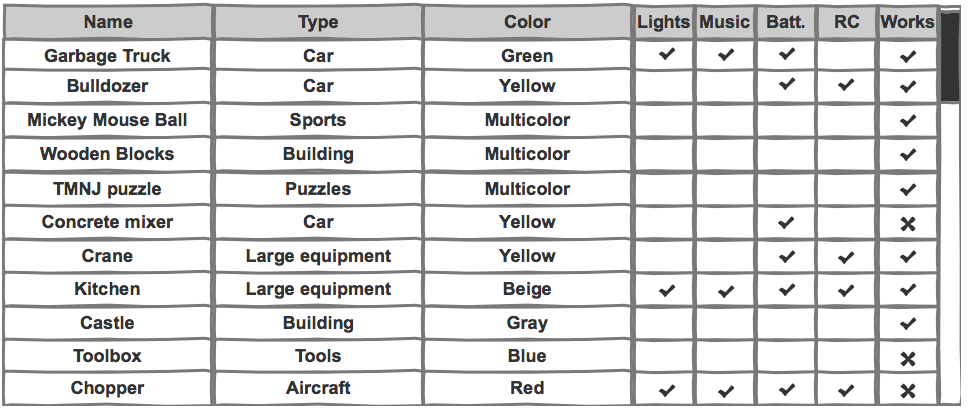 Name Type Color Lights Music Batt. RC Works
Garbage Truck Car Green
Bulldozer Car Yellow
Mickey Mouse Ball Sports Multicolor
Wooden Blocks Building Multicolor
TMNJ puzzle Puzzles Multicolor
Concrete mixer Car Yellow
Crane Large equipment Yellow
Kitchen Large equipment Beige
Castle Building Gray
Toolbox Tools Blue
Chopper Aircraft Red